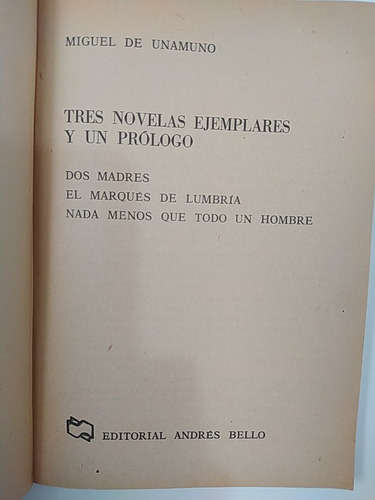 MIGUEL DE UNAMUNO
TRES NOVELAS EJEMPLARES
Y UN PRÓLOGO
DOS MADRES
EL MARQUÉS DE LUMBRÍA
NADA MENOS QUE TODO UN HOMBRE
EDITORIAL ANDRÉS BELLO